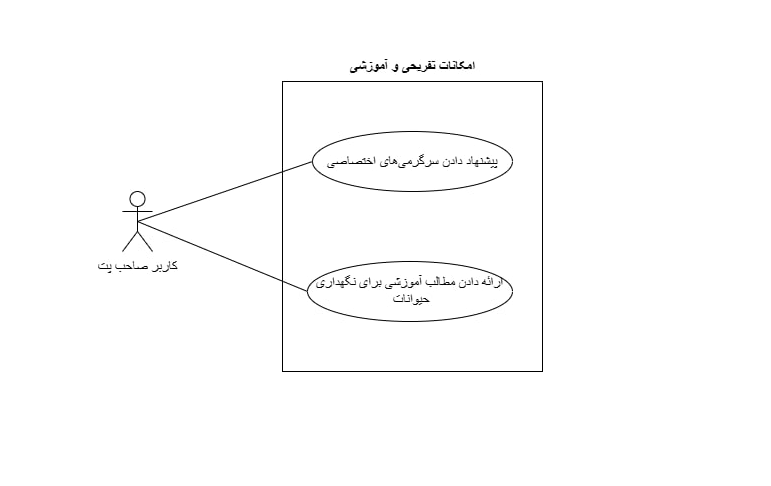 امکانات تفریحی و آموزشی
پیشنهاد دادن سرگرمی‌های اختصاصی
کاربر صاحب پت
ارائه دادن مطالب آموزشی برای نگهداری
حیوانات